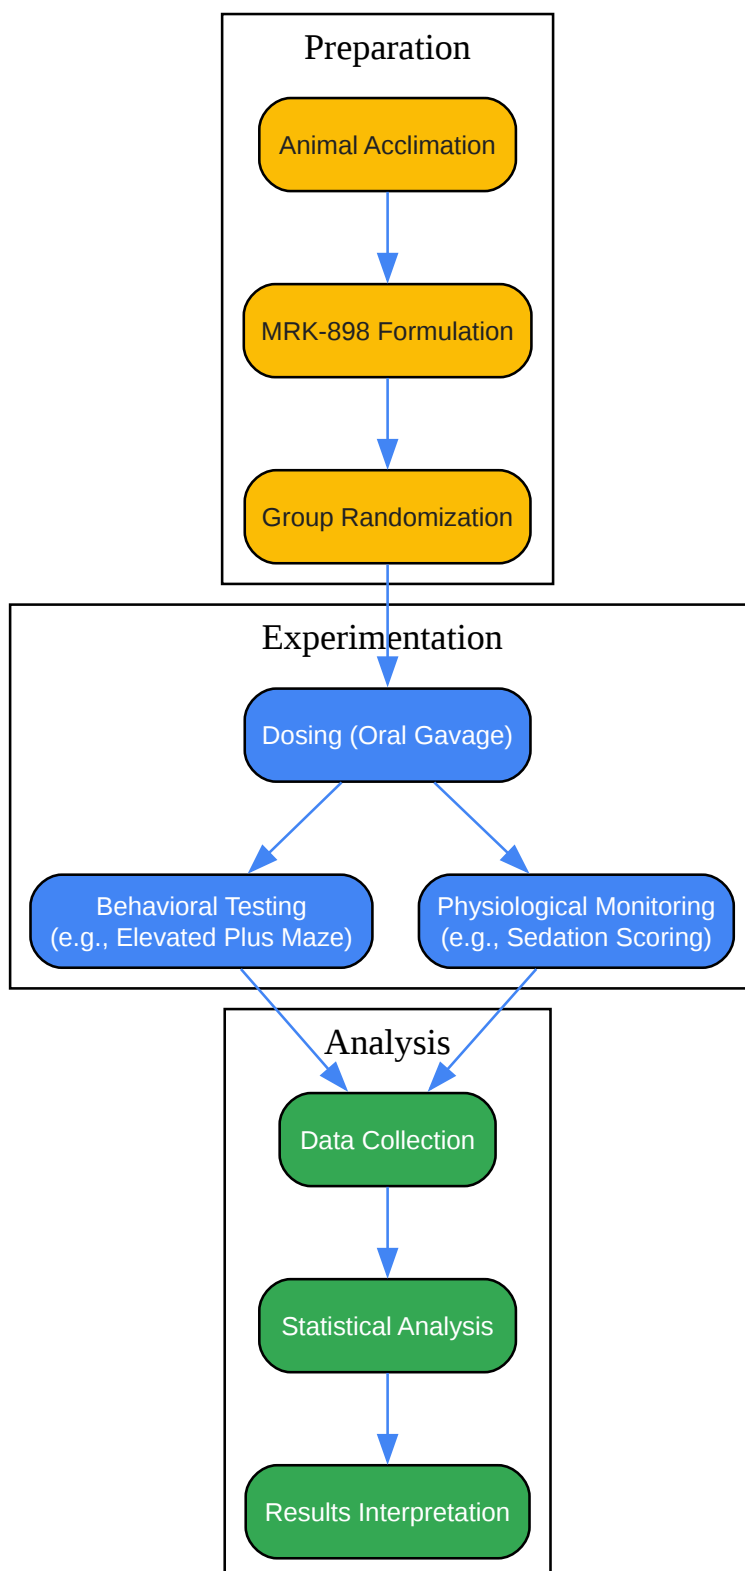 Preparation
Animal Acclimation
MRK-898 Formulation
Group Randomization
Experimentation
Dosing (Oral Gavage)
Behavioral Testing
(e.g., Elevated Plus Maze)
Physiological Monitoring
(e.g., Sedation Scoring)
Analysis
Data Collection
Statistical Analysis
Results Interpretation